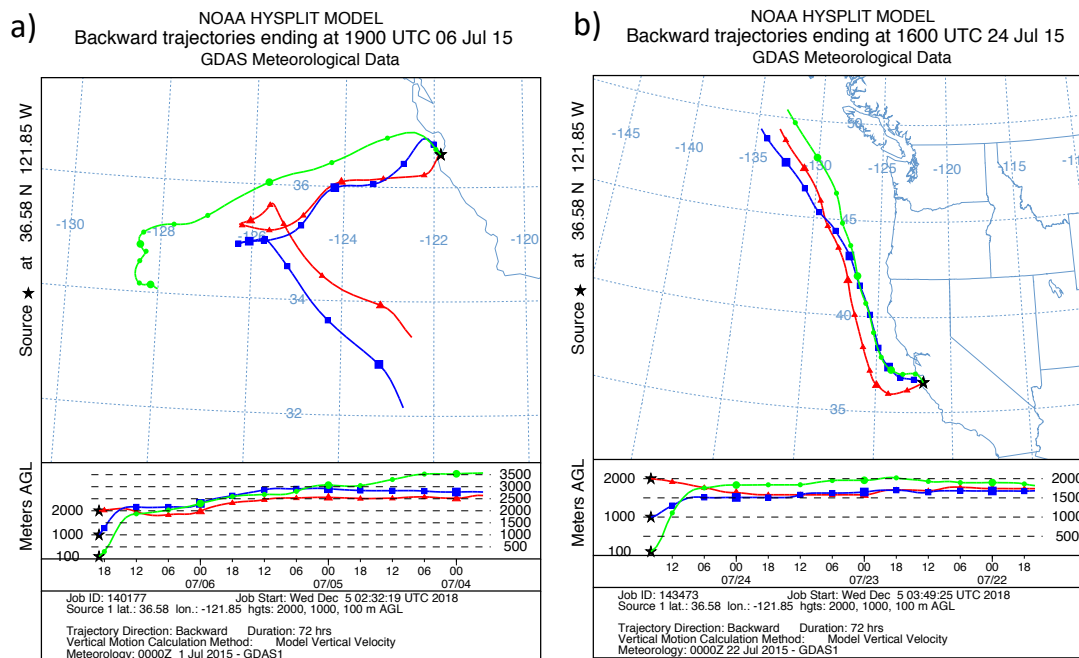 a)
NOAA HYSPLIT MODEL
Backward trajectories ending at 1900 UTC 06 Jul 15
GDAS Meteorological Data
Source ★ at 36.58 N 121.85 W
-130
-128
-126
-124
-122
-120
36
34
32
Meters AGL
2000
1000
100
3500
3000
2500
2000
1500
1000
500
18 12 06 00 18 12 06 00 18 12 06 00
07/06 07/05 07/04
Job ID: 140177 Job Start: Wed Dec 5 02:32:19 UTC 2018
Source 1 lat.: 36.58 lon.: -121.85 hgts: 2000, 1000, 100 m AGL
Trajectory Direction: Backward Duration: 72 hrs
Vertical Motion Calculation Method: Model Vertical Velocity
Meteorology: 0000Z 1 Jul 2015 - GDAS1
b)
NOAA HYSPLIT MODEL
Backward trajectories ending at 1600 UTC 24 Jul 15
GDAS Meteorological Data
Source ★ at 36.58 N 121.85 W
-145
-140
-135
-130
-125
-120
-115
-11
50
45
40
35
Meters AGL
2000
1000
100
2000
1500
1000
500
12 06 00 18 12 06 00 18 12 06 00 18
07/24 07/23 07/22
Job ID: 143473 Job Start: Wed Dec 5 03:49:25 UTC 2018
Source 1 lat.: 36.58 lon.: -121.85 hgts: 2000, 1000, 100 m AGL
Trajectory Direction: Backward Duration: 72 hrs
Vertical Motion Calculation Method: Model Vertical Velocity
Meteorology: 0000Z 22 Jul 2015 - GDAS1